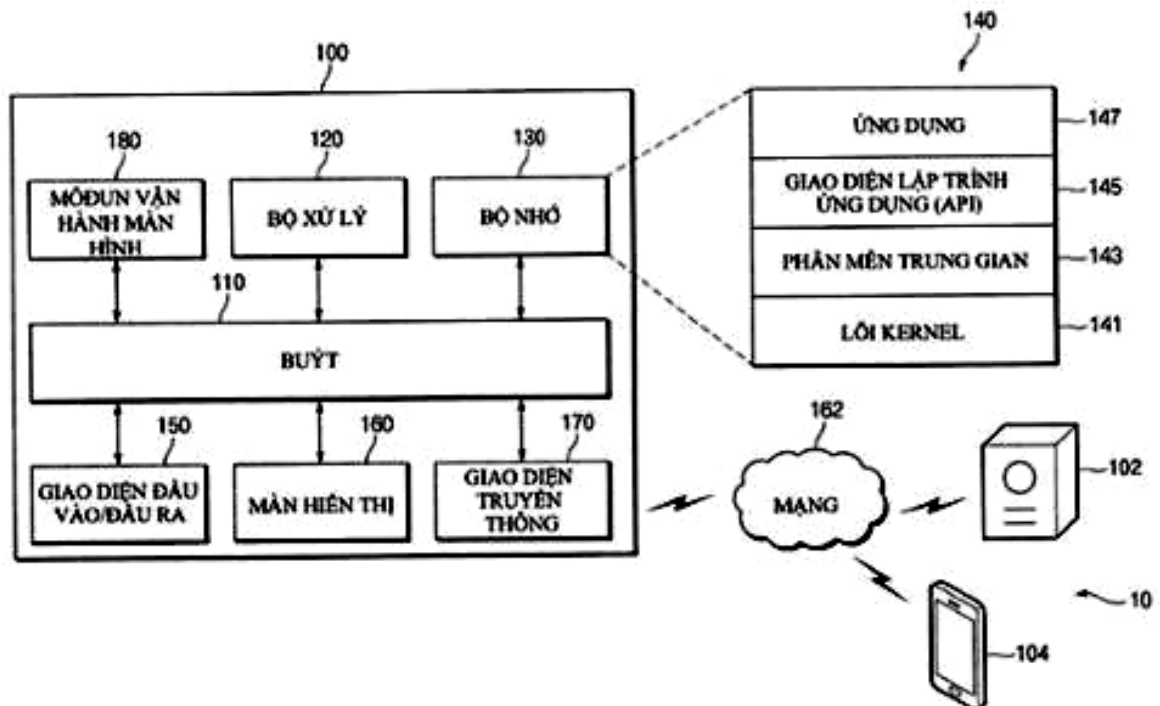 140
100
ỨNG DỤNG
147
180
120
130
GIAO DIỆN LẬP TRÌNH
ỨNG DỤNG (API)
145
MÔĐUN VẬN
HÀNH MÀN
HÌNH
BỘ XỬ LÝ
BỘ NHỚ
PHẦN MỀN TRUNG GIAN
143
110
LÕI KERNEL
141
BUÝT
150
160
170
162
GIAO DIỆN ĐẦU
VÀO/ĐẦU RA
MÀN HIỂN THỊ
GIAO DIỆN
TRUYỀN
THÔNG
MẠNG
102
10
104